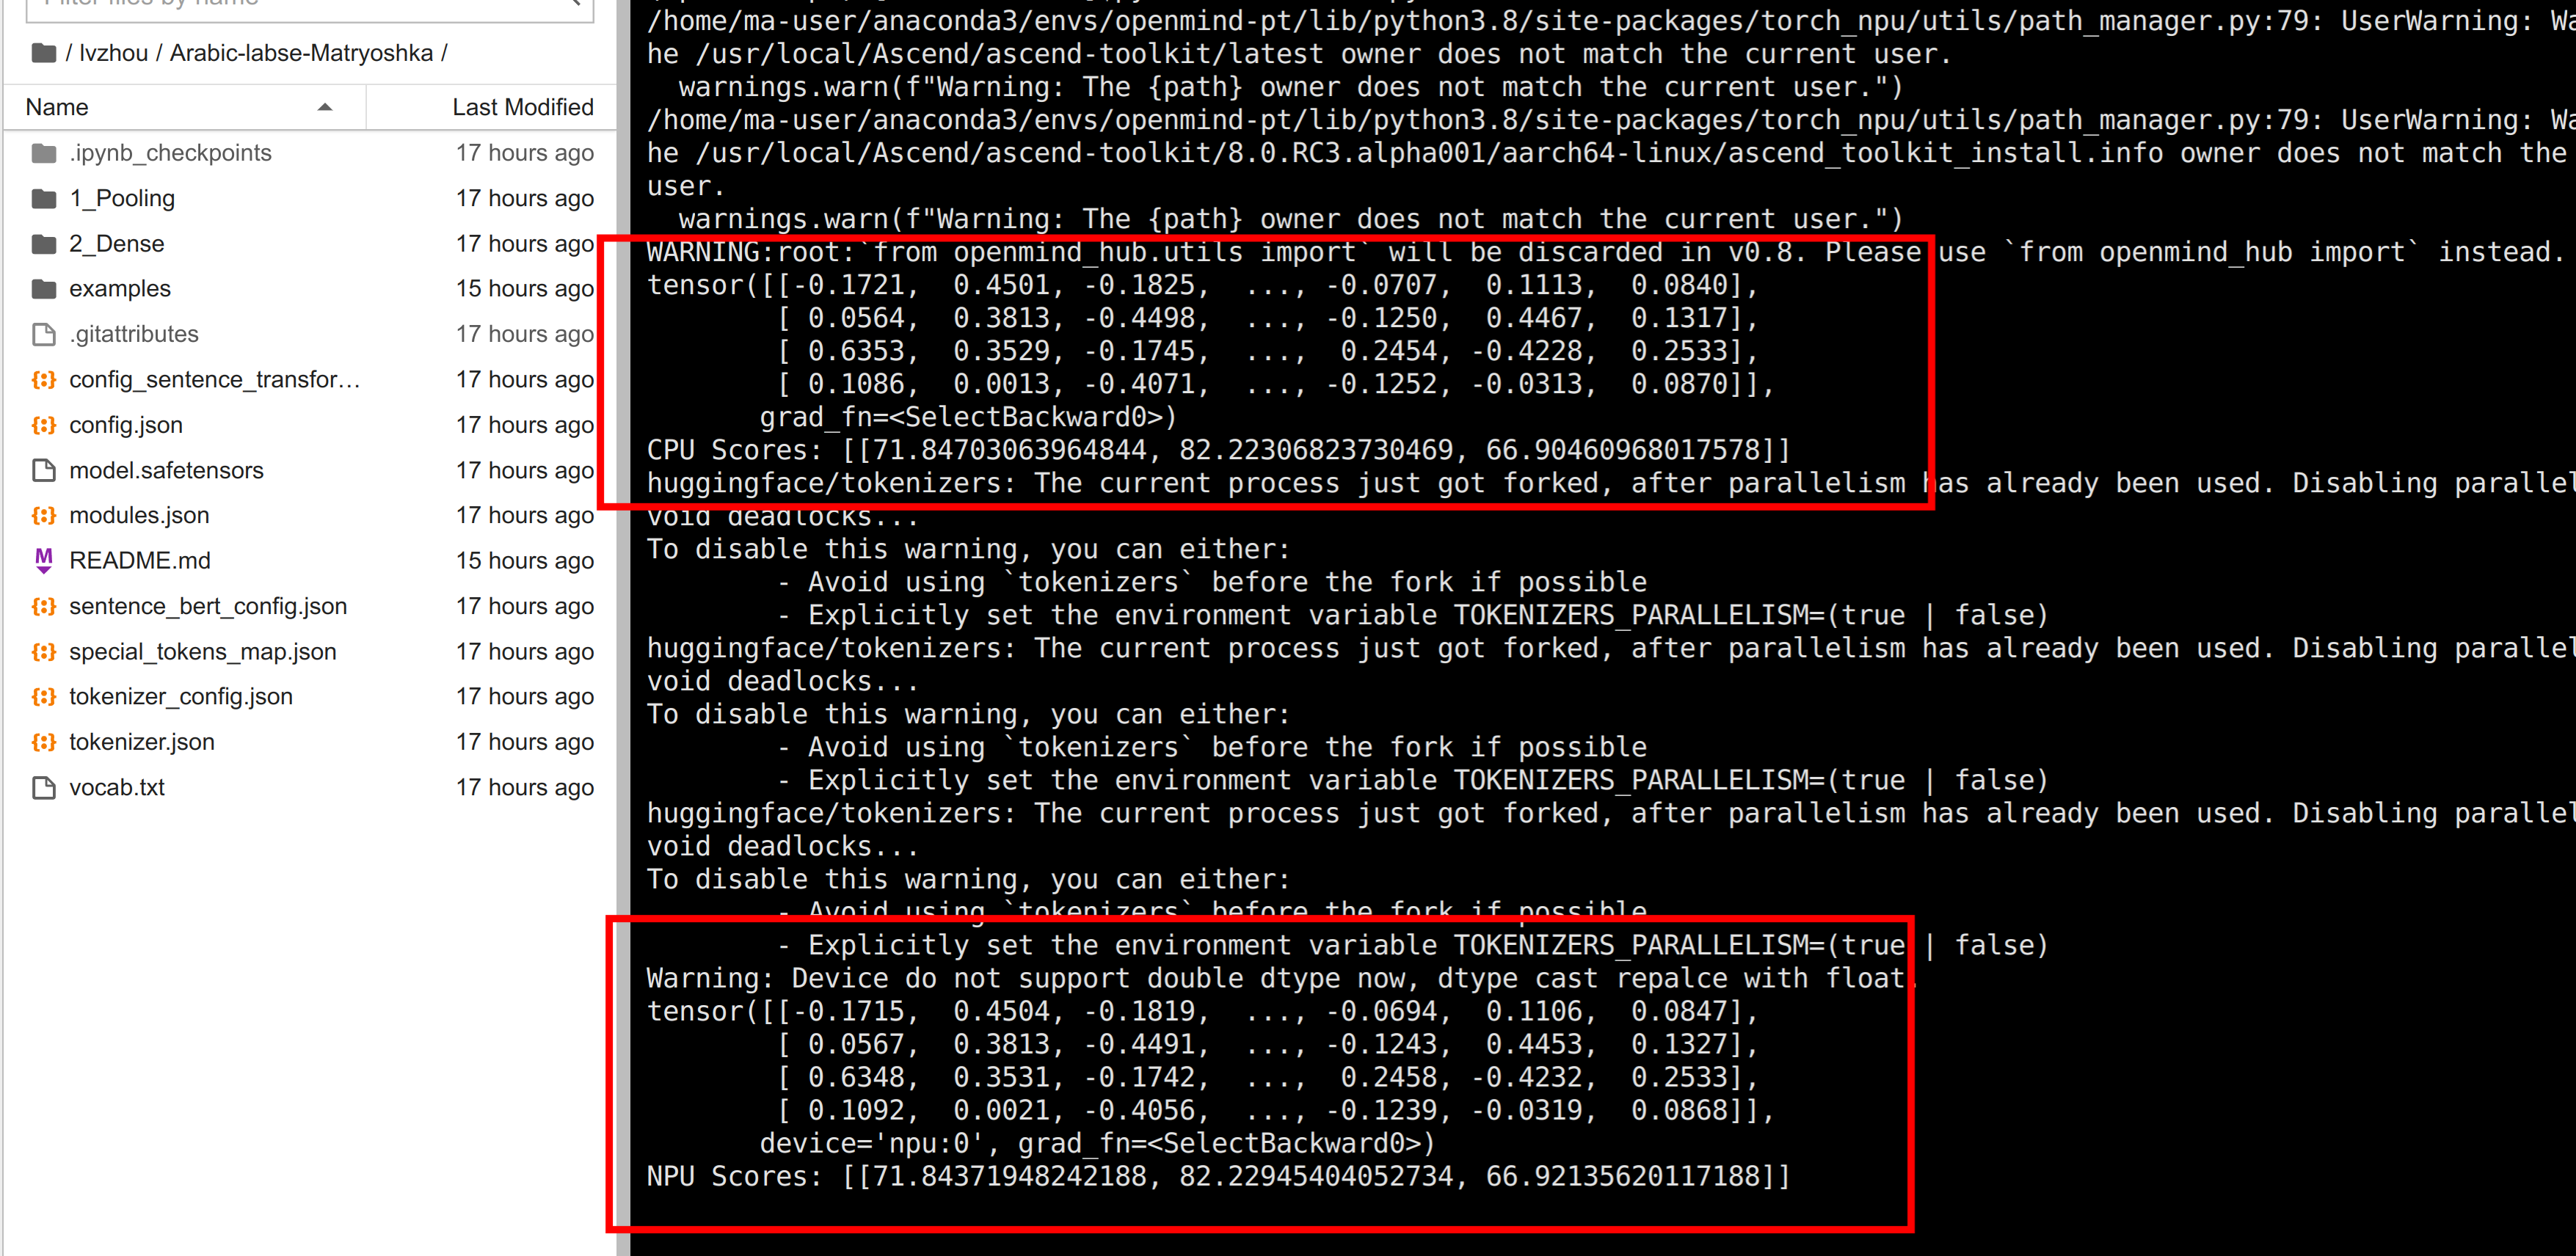 Filter files by name
/ lvzhou / Arabic-labse-Matryoshka /
Name Last Modified
.ipynb_checkpoints 17 hours ago
1_Pooling 17 hours ago
2_Dense 17 hours ago
examples 15 hours ago
.gitattributes 17 hours ago
config_sentence_transfor… 17 hours ago
config.json 17 hours ago
model.safetensors 17 hours ago
modules.json 17 hours ago
README.md 15 hours ago
sentence_bert_config.json 17 hours ago
special_tokens_map.json 17 hours ago
tokenizer_config.json 17 hours ago
tokenizer.json 17 hours ago
vocab.txt 17 hours ago
/home/ma-user/anaconda3/envs/openmind-pt/lib/python3.8/site-packages/torch_npu/utils/path_manager.py:79: UserWarning: Wa
he /usr/local/Ascend/ascend-toolkit/latest owner does not match the current user.
warnings.warn(f"Warning: The {path} owner does not match the current user.")
/home/ma-user/anaconda3/envs/openmind-pt/lib/python3.8/site-packages/torch_npu/utils/path_manager.py:79: UserWarning: Wa
he /usr/local/Ascend/ascend-toolkit/8.0.RC3.alpha001/aarch64-linux/ascend_toolkit_install.info owner does not match the
user.
warnings.warn(f"Warning: The {path} owner does not match the current user.")
WARNING:root:`from openmind_hub.utils import` will be discarded in v0.8. Please use `from openmind_hub import` instead.
tensor([[-0.1721,  0.4501, -0.1825,  ..., -0.0707,  0.1113,  0.0840],
[ 0.0564,  0.3813, -0.4498,  ..., -0.1250,  0.4467,  0.1317],
[ 0.6353,  0.3529, -0.1745,  ...,  0.2454, -0.4228,  0.2533],
[ 0.1086,  0.0013, -0.4071,  ..., -0.1252, -0.0313,  0.0870]],
grad_fn=<SelectBackward0>)
CPU Scores: [[71.84703063964844, 82.22306823730469, 66.90460968017578]]
huggingface/tokenizers: The current process just got forked, after parallelism has already been used. Disabling parallel
void deadlocks...
To disable this warning, you can either:
- Avoid using `tokenizers` before the fork if possible
- Explicitly set the environment variable TOKENIZERS_PARALLELISM=(true | false)
huggingface/tokenizers: The current process just got forked, after parallelism has already been used. Disabling parallel
void deadlocks...
To disable this warning, you can either:
- Avoid using `tokenizers` before the fork if possible
- Explicitly set the environment variable TOKENIZERS_PARALLELISM=(true | false)
huggingface/tokenizers: The current process just got forked, after parallelism has already been used. Disabling parallel
void deadlocks...
To disable this warning, you can either:
- Avoid using `tokenizers` before the fork if possible
- Explicitly set the environment variable TOKENIZERS_PARALLELISM=(true | false)
Warning: Device do not support double dtype now, dtype cast repalce with float.
tensor([[-0.1715,  0.4504, -0.1819,  ..., -0.0694,  0.1106,  0.0847],
[ 0.0567,  0.3813, -0.4491,  ..., -0.1243,  0.4453,  0.1327],
[ 0.6348,  0.3531, -0.1742,  ...,  0.2458, -0.4232,  0.2533],
[ 0.1092,  0.0021, -0.4056,  ..., -0.1239, -0.0319,  0.0868]],
device='npu:0', grad_fn=<SelectBackward0>)
NPU Scores: [[71.84371948242188, 82.22945404052734, 66.92135620117188]]